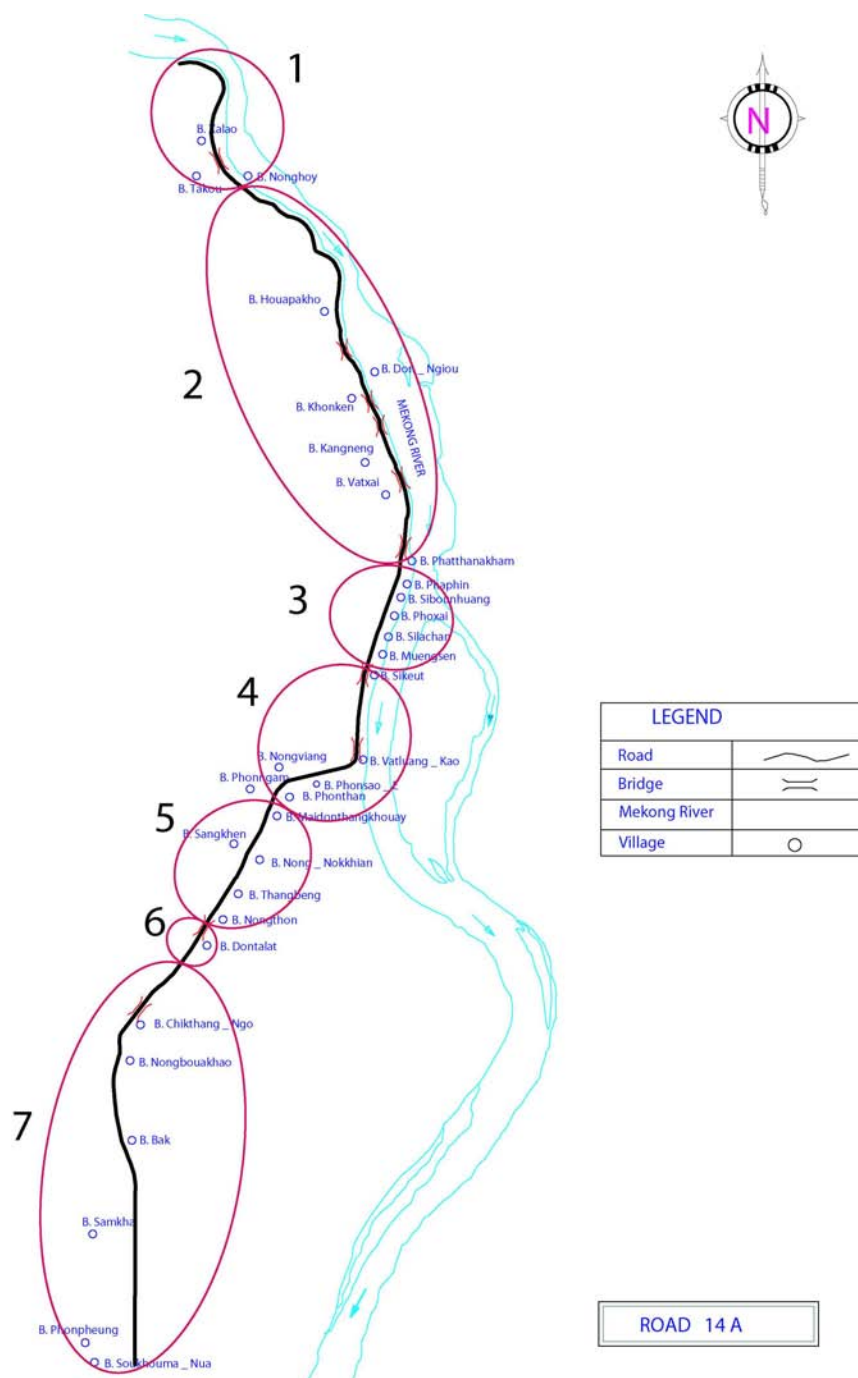 1
N
B. Xalao
B. Takou
B. Nonghoy
B. Houapakho
2
B. Don _ Ngiou
B. Khonken
MEKONG RIVER
B. Kangneng
B. Vatxai
B. Phatthanakham
3
B. Phaphin
B. Sibounhuang
B. Phoxai
B. Silachan
B. Muengsen
B. Sikeut
4
B. Nongviang
B. Vatluang _ Kao
B. Phonngam
B. Phonsao _ E
B. Phonthan
5
B. Maidonthangkhouay
B. Sangkhen
B. Nong _ Nokkhian
B. Thangbeng
6
B. Nongthon
B. Dontalat
B. Chikthang _ Ngo
B. Nongbouakhao
7
B. Bak
B. Samkha
B. Phonpheung
B. Soukhouma _ Nua
LEGEND
Road
Bridge
Mekong River
Village
ROAD 14 A